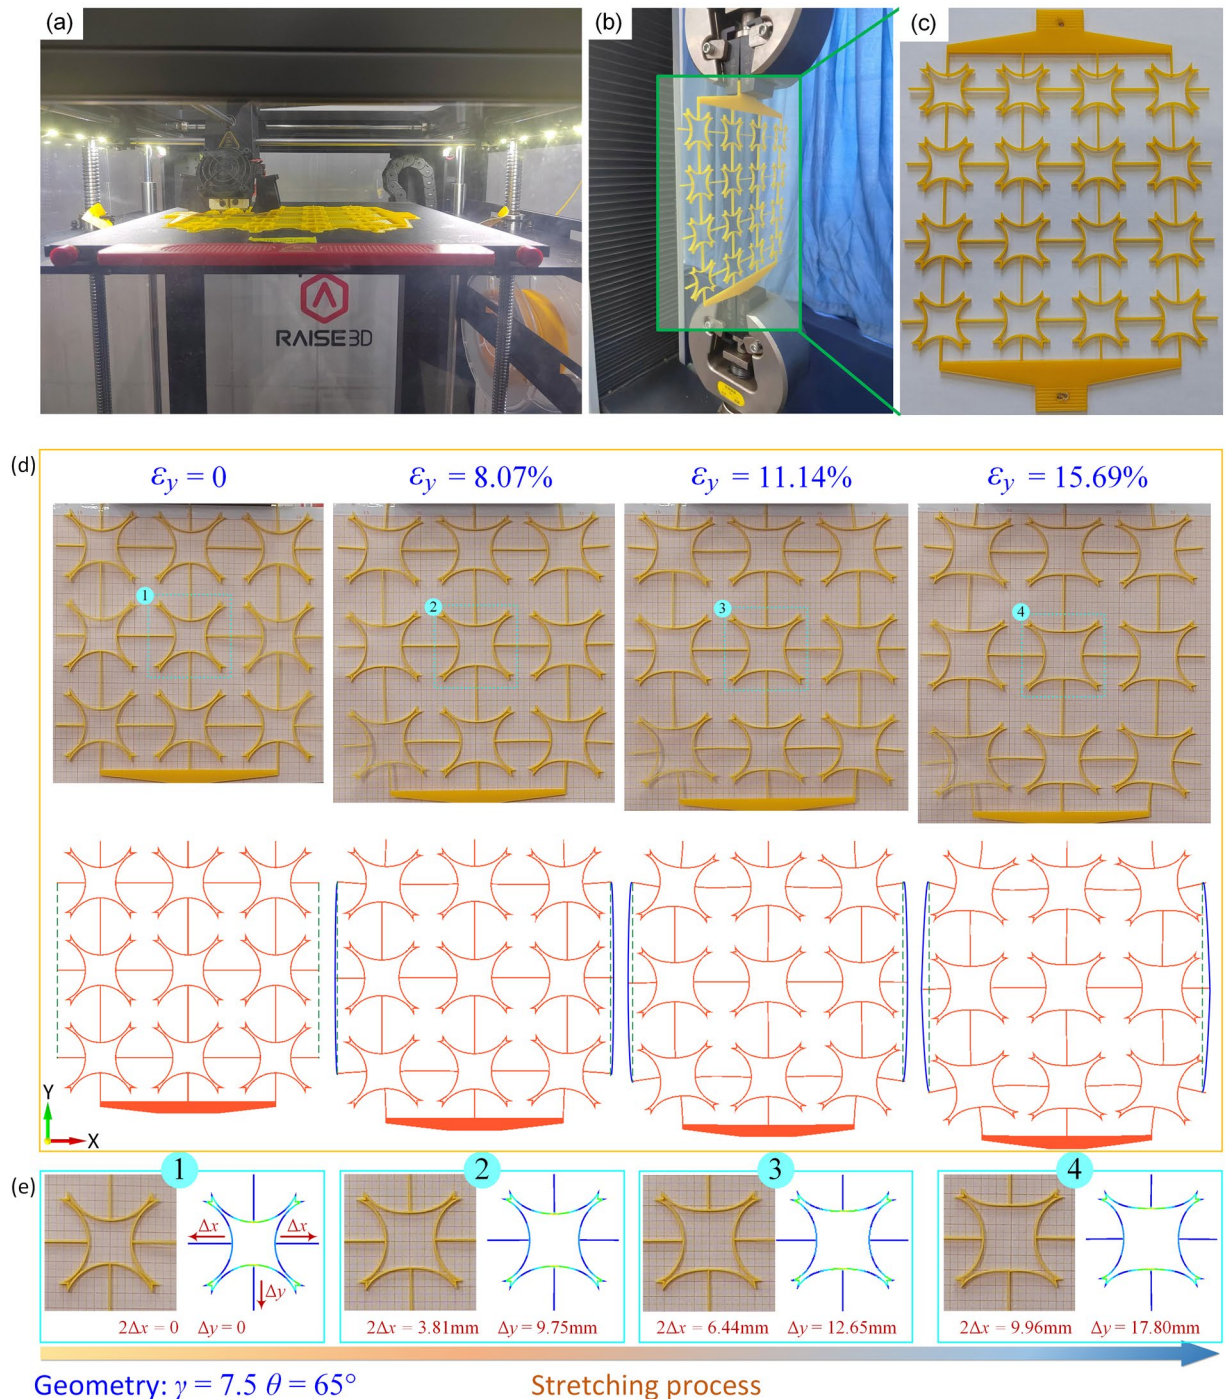 (a)
(b)
(c)
RAISE3D
(d)
εy = 0
εy = 8.07%
εy = 11.14%
εy = 15.69%
1
2
3
4
Y
X
(e)
1
2
3
4
Δx
Δx
Δy
2Δx = 0 Δy = 0
2Δx = 3.81mm Δy = 9.75mm
2Δx = 6.44mm Δy = 12.65mm
2Δx = 9.96mm Δy = 17.80mm
Geometry: γ = 7.5 θ = 65°
Stretching process